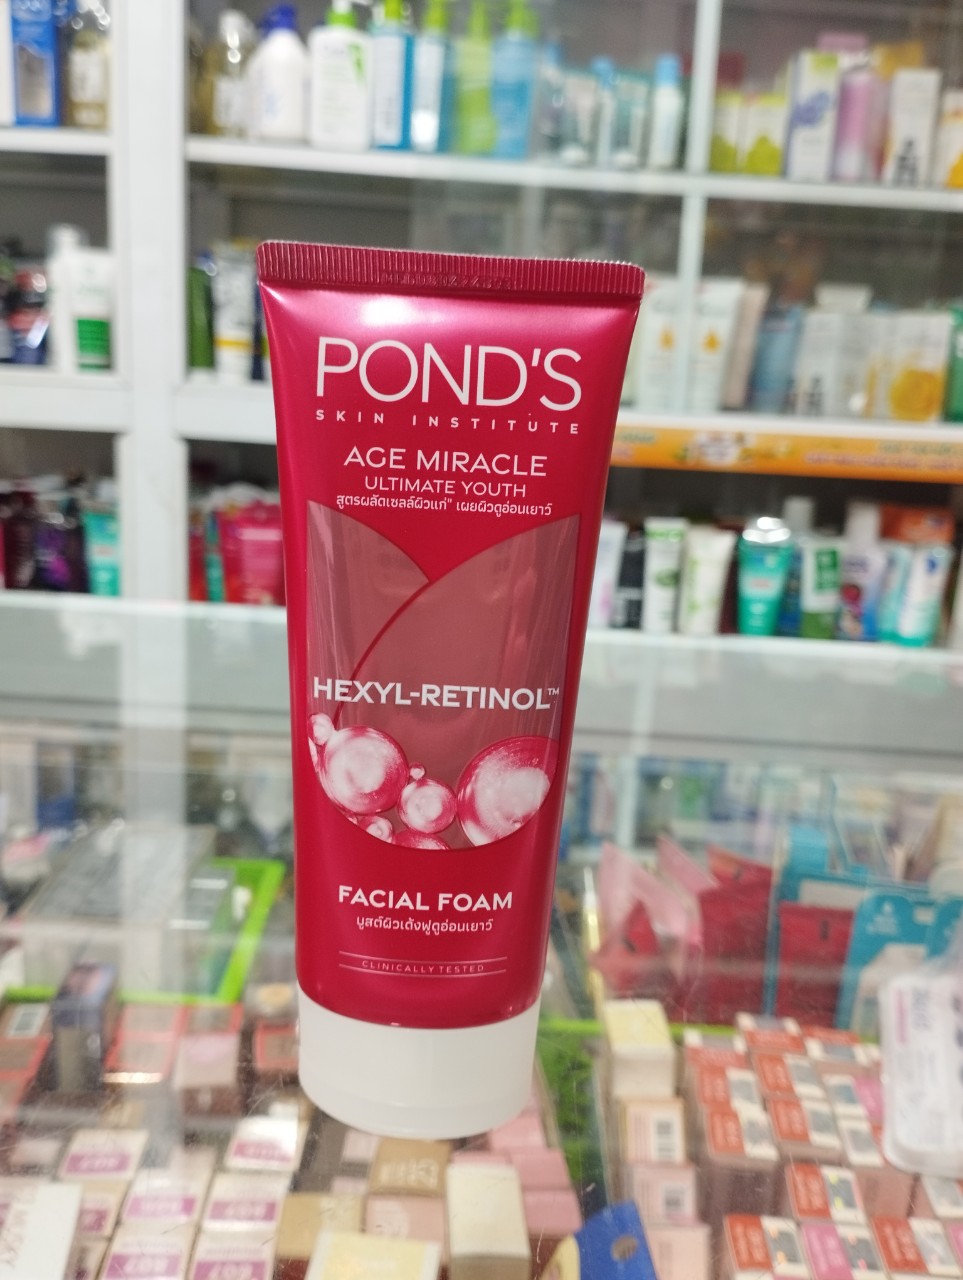 POND'S
SKIN INSTITUTE
AGE MIRACLE
ULTIMATE YOUTH
สูตรผลัดเซลล์ผิวแก่" เผยผิวดูอ่อนเยาว์
HEXYL-RETINOL™
FACIAL FOAM
บูสต์ผิวเด้งฟูดูอ่อนเยาว์
CLINICALLY TESTED